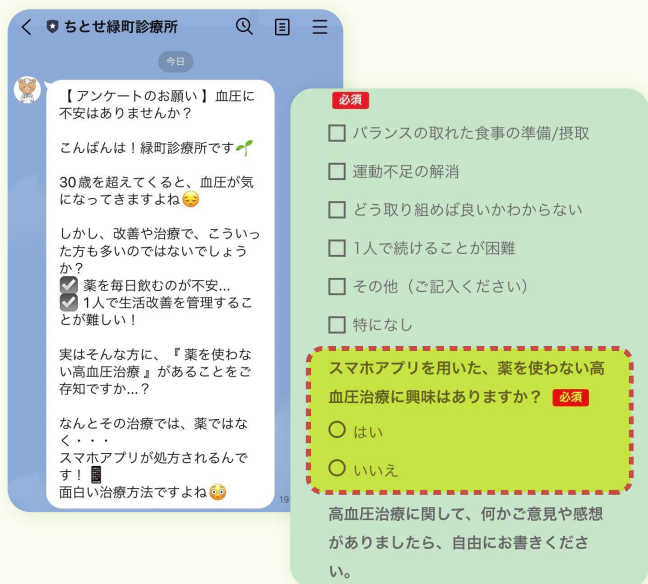 ちとせ緑町診療所
今日
【 アンケートのお願い 】血圧に
不安はありませんか？
こんばんは！緑町診療所です🌱
30歳を超えてくると、血圧が気
になってきますよね😔
しかし、改善や治療で、こういっ
た方も多いのではないでしょう
か？
☑ 薬を毎日飲むのが不安...
☑ 1人で生活改善を管理するこ
とが難しい！
実はそんな方に、『 薬を使わな
い高血圧治療 』があることをご
存知ですか...？
なんとその治療では、薬ではな
く・・・
スマホアプリが処方されるんで
す！📱
面白い治療方法ですよね😳
必須
バランスの取れた食事の準備/摂取
運動不足の解消
どう取り組めば良いかわからない
1人で続けることが困難
その他（ご記入ください）
特になし
スマホアプリを用いた、薬を使わない高
血圧治療に興味はありますか？ 必須
はい
いいえ
高血圧治療に関して、何かご意見や感想
がありましたら、自由にお書きくださ
い。